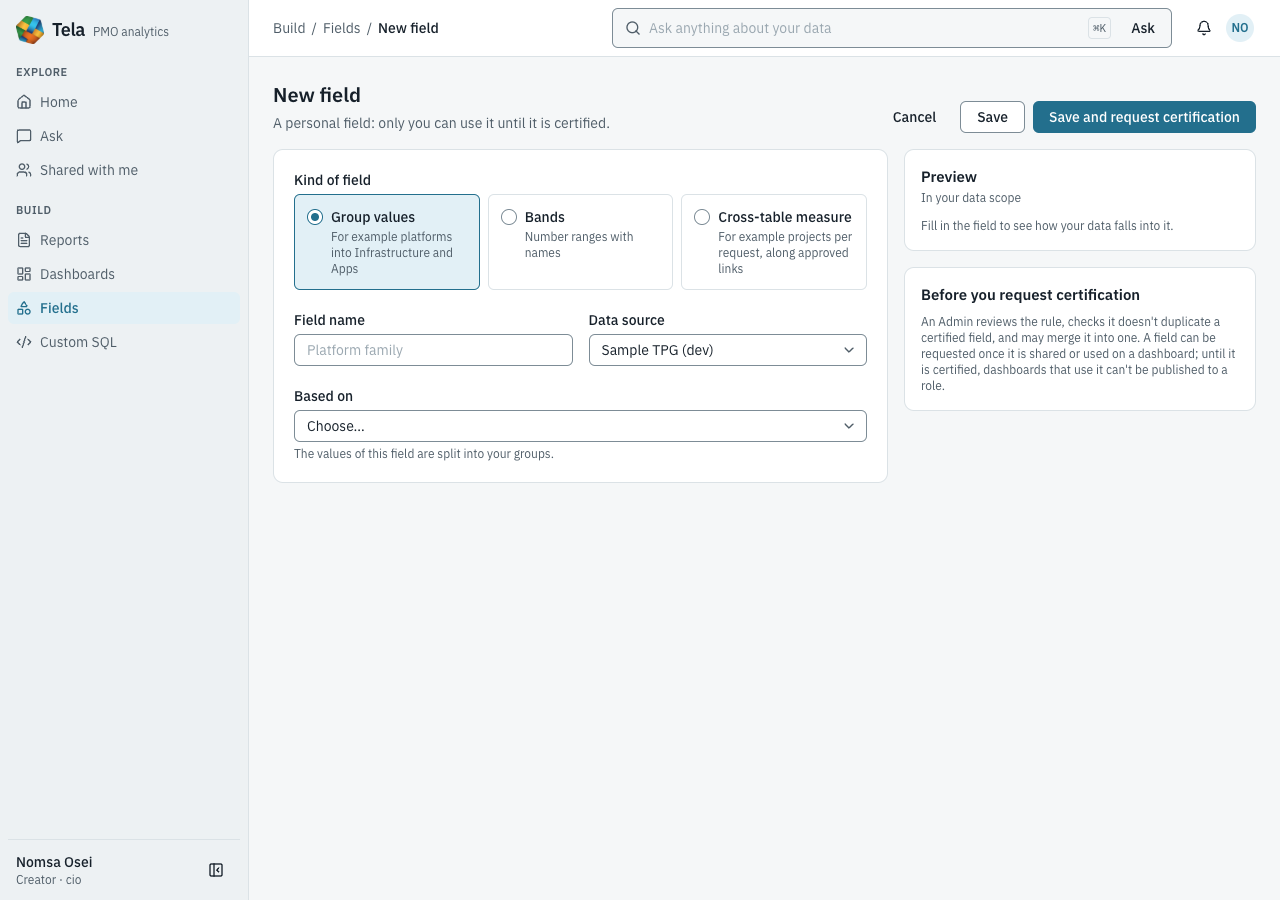 Tela PMO analytics
EXPLORE
Home
Ask
Shared with me
BUILD
Reports
Dashboards
Fields
Custom SQL
Nomsa Osei
Creator · cio
Build / Fields / New field
Ask anything about your data
⌘K
Ask
NO
New field
A personal field: only you can use it until it is certified.
Cancel
Save
Save and request certification
Kind of field
Group values
For example platforms
into Infrastructure and
Apps
Bands
Number ranges with
names
Cross-table measure
For example projects per
request, along approved
links
Field name
Platform family
Data source
Sample TPG (dev)
Based on
Choose...
The values of this field are split into your groups.
Preview
In your data scope
Fill in the field to see how your data falls into it.
Before you request certification
An Admin reviews the rule, checks it doesn't duplicate a
certified field, and may merge it into one. A field can be
requested once it is shared or used on a dashboard; until it
is certified, dashboards that use it can't be published to a
role.